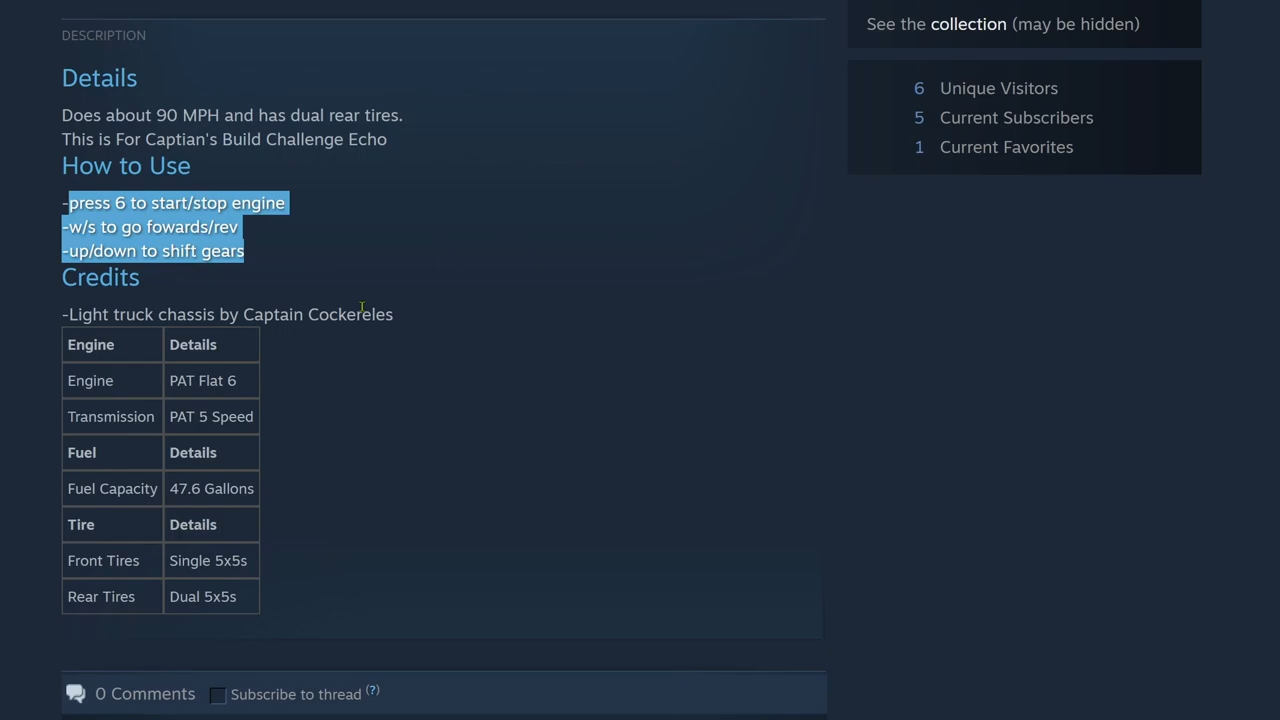 DESCRIPTION
Details
Does about 90 MPH and has dual rear tires.
This is For Captian's Build Challenge Echo
How to Use
-press 6 to start/stop engine
-w/s to go fowards/rev
-up/down to shift gears
Credits
-Light truck chassis by Captain Cockereles
Engine Details
Engine PAT Flat 6
Transmission PAT 5 Speed
Fuel Details
Fuel Capacity 47.6 Gallons
Tire Details
Front Tires Single 5x5s
Rear Tires Dual 5x5s
0 Comments Subscribe to thread (?)
See the collection (may be hidden)
6 Unique Visitors
5 Current Subscribers
1 Current Favorites